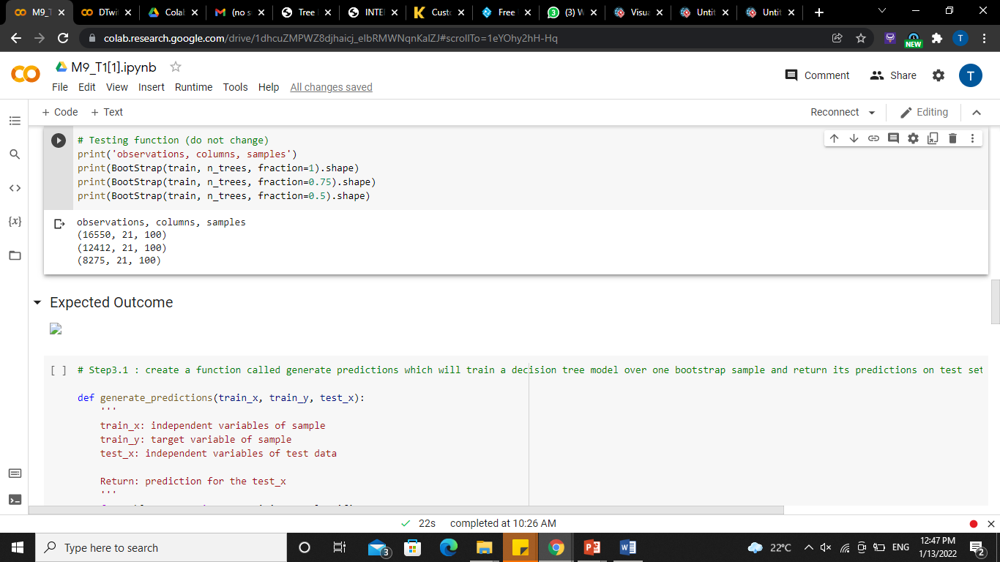 M9_T
DTwi
Cola
(no s
Tree
INTE
Cust
Free
(3) W
Visua
Untit
Untit
colab.research.google.com/drive/1dhcuZMPWZ8djhaicj_elbRMWNqnKalZJ#scrollTo=1eYOhy2hH-Hq
NEW
T
M9_T1[1].ipynb
Comment
Share
T
File Edit View Insert Runtime Tools Help All changes saved
+ Code + Text
Reconnect
Editing
# Testing function (do not change)
print('observations, columns, samples')
print(BootStrap(train, n_trees, fraction=1).shape)
print(BootStrap(train, n_trees, fraction=0.75).shape)
print(BootStrap(train, n_trees, fraction=0.5).shape)
observations, columns, samples
(16550, 21, 100)
(12412, 21, 100)
(8275, 21, 100)
Expected Outcome
[ ] # Step3.1 : create a function called generate predictions which will train a decision tree model over one bootstrap sample and return its predictions on test set
def generate_predictions(train_x, train_y, test_x):
'''
train_x: independent variables of sample
train_y: target variable of sample
test_x: independent variables of test data
Return: prediction for the test_x
'''
22s completed at 10:26 AM
Type here to search
3
22°C
ENG
12:47 PM
1/13/2022
2